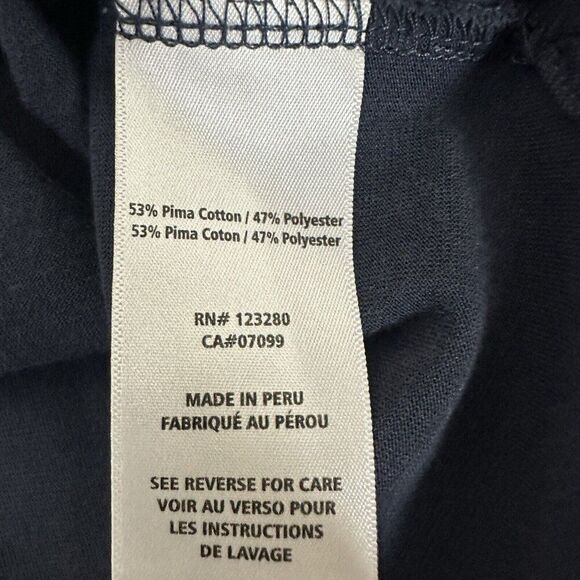 53% Pima Cotton / 47% Polyester
53% Pima Coton / 47% Polyester
RN# 123280
CA#07099
MADE IN PERU
FABRIQUÉ AU PÉROU
SEE REVERSE FOR CARE
VOIR AU VERSO POUR
LES INSTRUCTIONS
DE LAVAGE